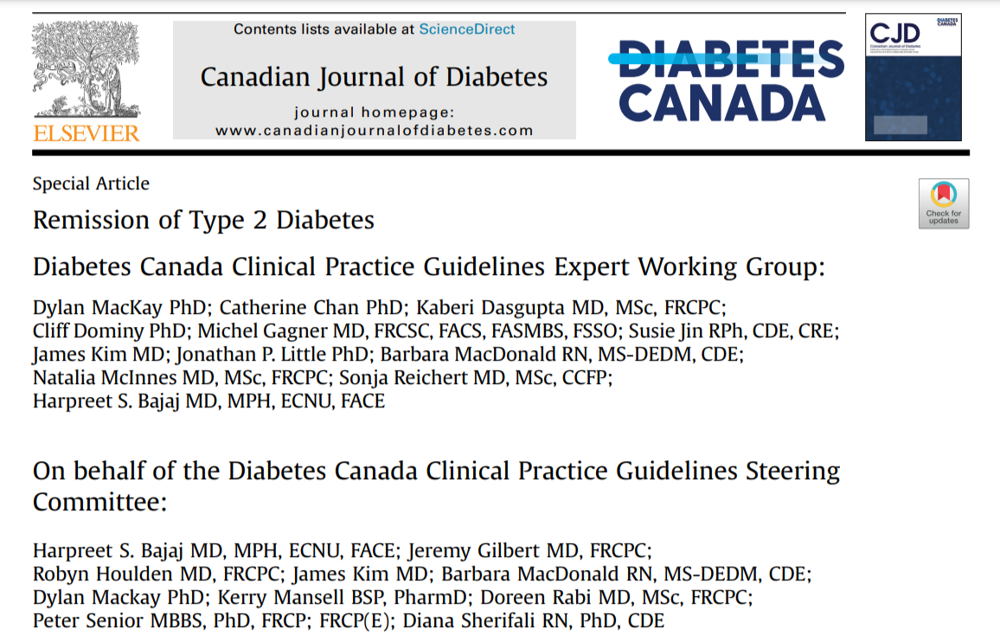 Contents lists available at ScienceDirect
Canadian Journal of Diabetes
journal homepage:
www.canadianjournalofdiabetes.com
ELSEVIER
DIABETES
CANADA
CJD
DIABETES
CANADA
Canadian Journal of Diabetes
Special Article
Check for
updates
Remission of Type 2 Diabetes
Diabetes Canada Clinical Practice Guidelines Expert Working Group:
Dylan MacKay PhD; Catherine Chan PhD; Kaberi Dasgupta MD, MSc, FRCPC;
Cliff Dominy PhD; Michel Gagner MD, FRCSC, FACS, FASMBS, FSSO; Susie Jin RPh, CDE, CRE;
James Kim MD; Jonathan P. Little PhD; Barbara MacDonald RN, MS-DEDM, CDE;
Natalia McInnes MD, MSc, FRCPC; Sonja Reichert MD, MSc, CCFP;
Harpreet S. Bajaj MD, MPH, ECNU, FACE
On behalf of the Diabetes Canada Clinical Practice Guidelines Steering
Committee:
Harpreet S. Bajaj MD, MPH, ECNU, FACE; Jeremy Gilbert MD, FRCPC;
Robyn Houlden MD, FRCPC; James Kim MD; Barbara MacDonald RN, MS-DEDM, CDE;
Dylan Mackay PhD; Kerry Mansell BSP, PharmD; Doreen Rabi MD, MSc, FRCPC;
Peter Senior MBBS, PhD, FRCP; FRCP(E); Diana Sherifali RN, PhD, CDE